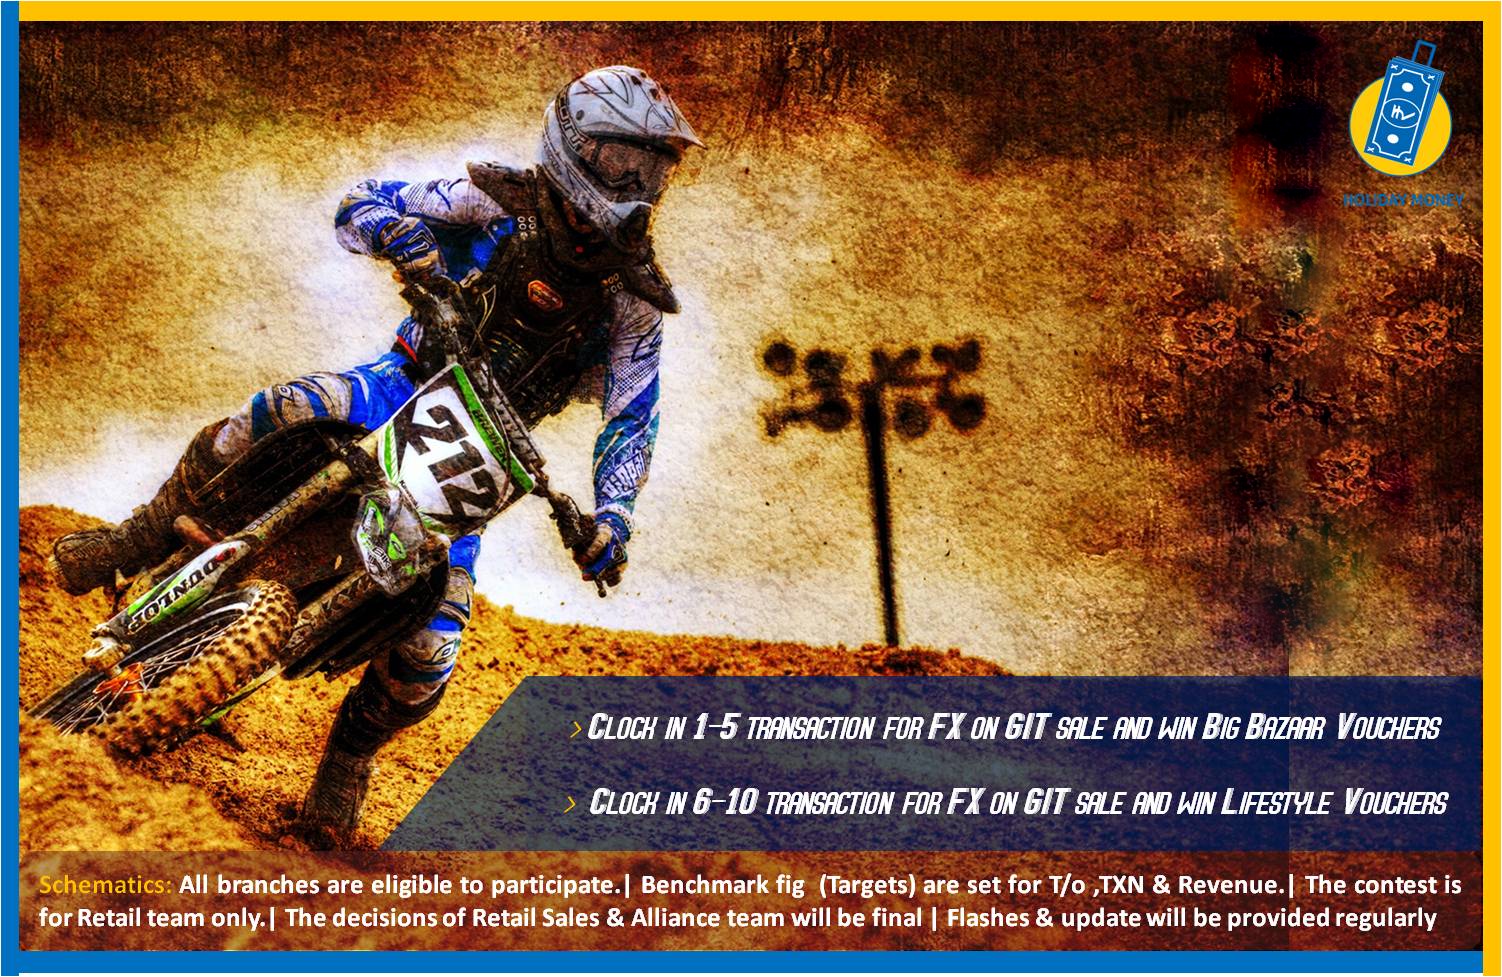 HOLIDAY MONEY
212
DUNLOP
> Clock in 1-5 transaction for FX on GIT sale and win Big Bazaar Vouchers
> Clock in 6-10 transaction for FX on GIT sale and win Lifestyle Vouchers
Schematics: All branches are eligible to participate.| Benchmark fig (Targets) are set for T/o ,TXN & Revenue.| The contest is
for Retail team only.| The decisions of Retail Sales & Alliance team will be final | Flashes & update will be provided regularly